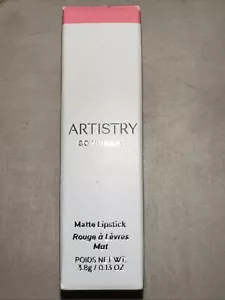 ARTISTRY
Matte Lipstick
Rouge à Lèvres
Mat
POIDS NET WT.
3.8g / 0.13 OZ